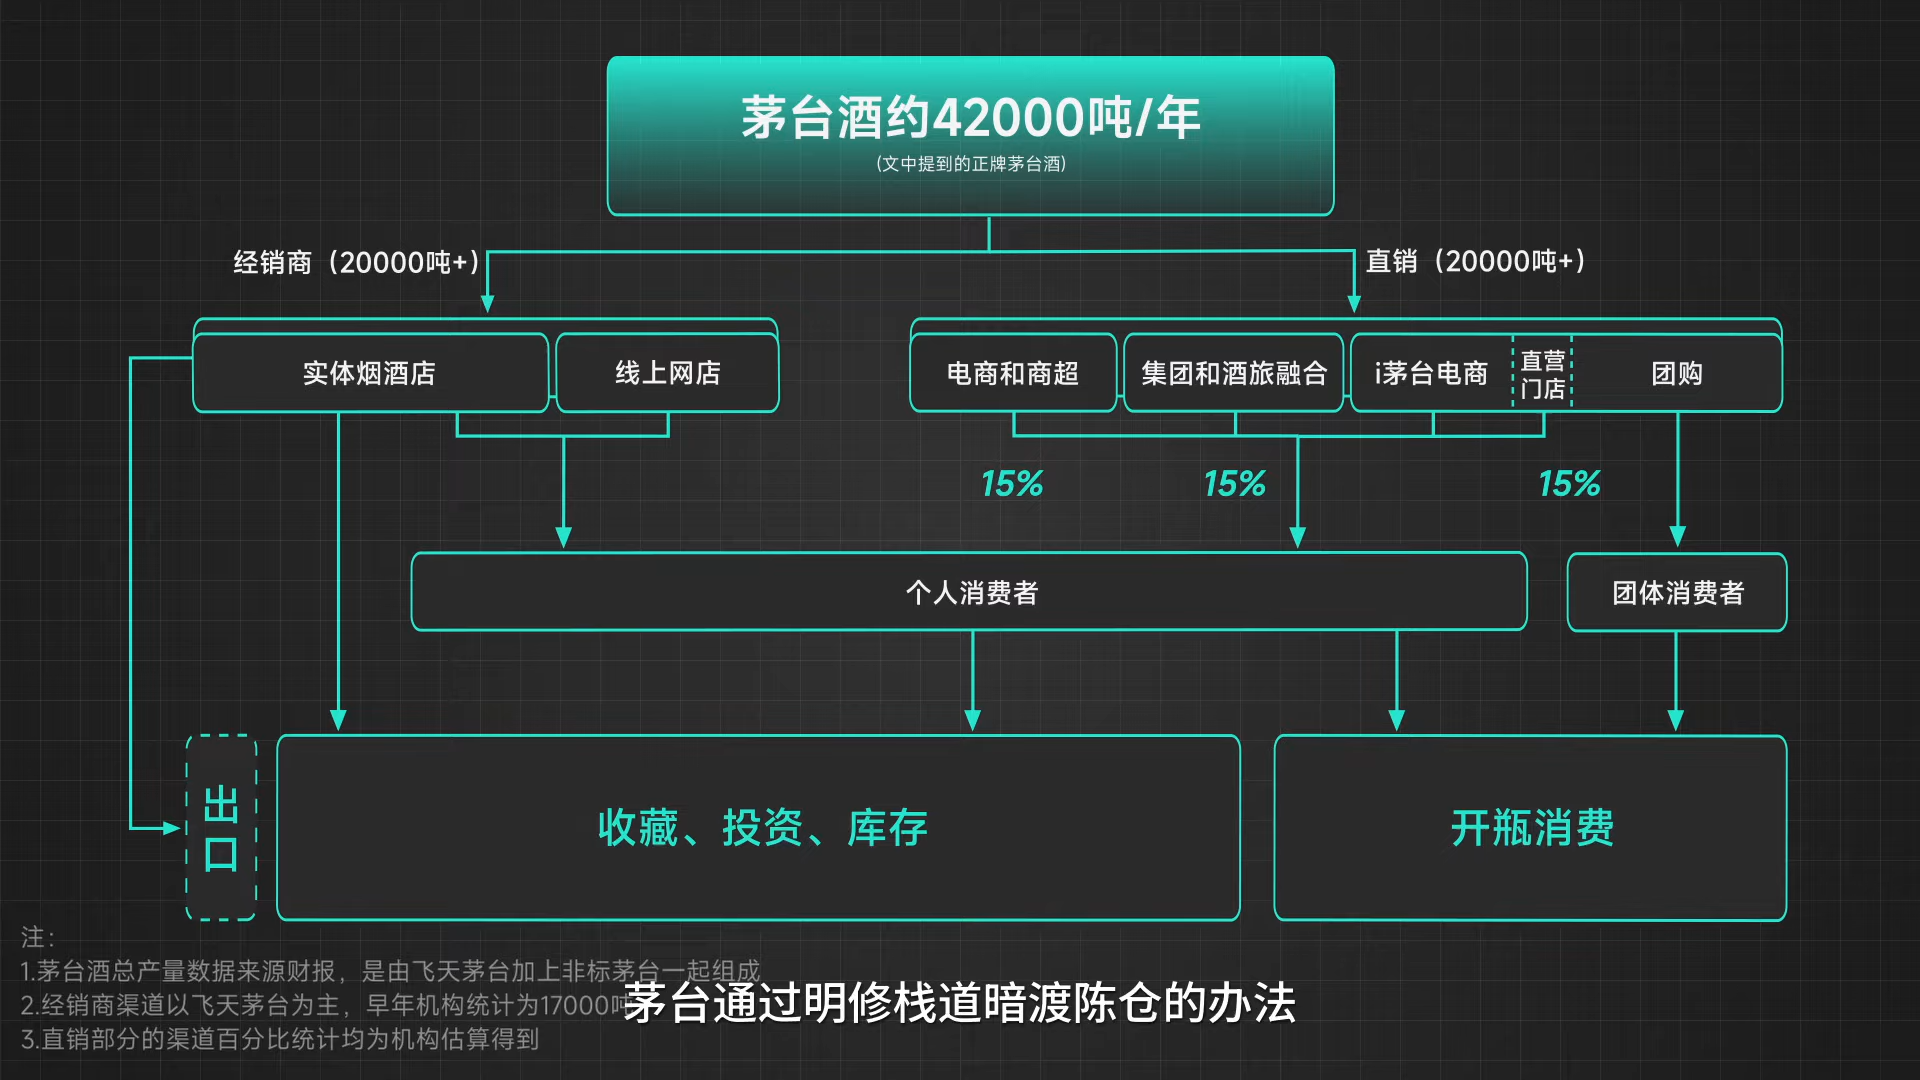 茅台酒约42000吨/年
(文中提到的正牌茅台酒)
经销商（20000吨+）
直销（20000吨+）
实体烟酒店
线上网店
电商和商超
集团和酒旅融合
i茅台电商
直营
门店
团购
15%
15%
15%
个人消费者
团体消费者
出
口
收藏、投资、库存
开瓶消费
注：
1.茅台酒总产量数据来源财报，是由飞天茅台加上非标茅台一起组成
2.经销商渠道以飞天茅台为主，早年机构统计为17000吨
3.直销部分的渠道百分比统计均为机构估算得到
茅台通过明修栈道暗渡陈仓的办法